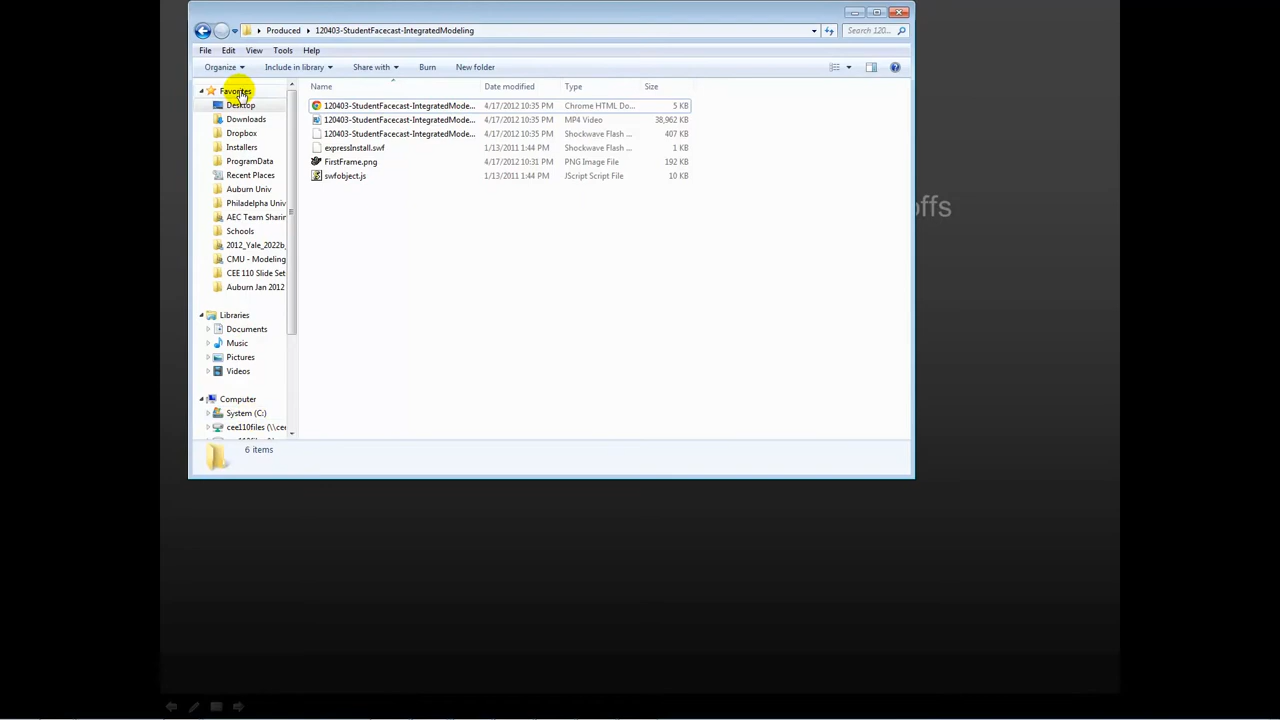 Produced 120403-StudentFacecast-IntegratedModeling Search 120...
File Edit View Tools Help
Organize Include in library Share with Burn New folder
Name Date modified Type Size
Favorites
Desktop
Downloads
Dropbox
Installers
ProgramData
Recent Places
Auburn Univ
Philadelpha Univ
AEC Team Sharin
Schools
2012_Yale_2022b_
CMU - Modeling
CEE 110 Slide Set
Auburn Jan 2012
Libraries
Documents
Music
Pictures
Videos
Computer
System (C:)
cee110files (\\cee
120403-StudentFacecast-IntegratedMode... 4/17/2012 10:35 PM Chrome HTML Do... 5 KB
120403-StudentFacecast-IntegratedMode... 4/17/2012 10:35 PM MP4 Video 38,962 KB
120403-StudentFacecast-IntegratedMode... 4/17/2012 10:35 PM Shockwave Flash ... 407 KB
expressInstall.swf 1/13/2011 1:44 PM Shockwave Flash ... 1 KB
FirstFrame.png 4/17/2012 10:31 PM PNG Image File 192 KB
swfobject.js 1/13/2011 1:44 PM JScript Script File 10 KB
6 items
offs